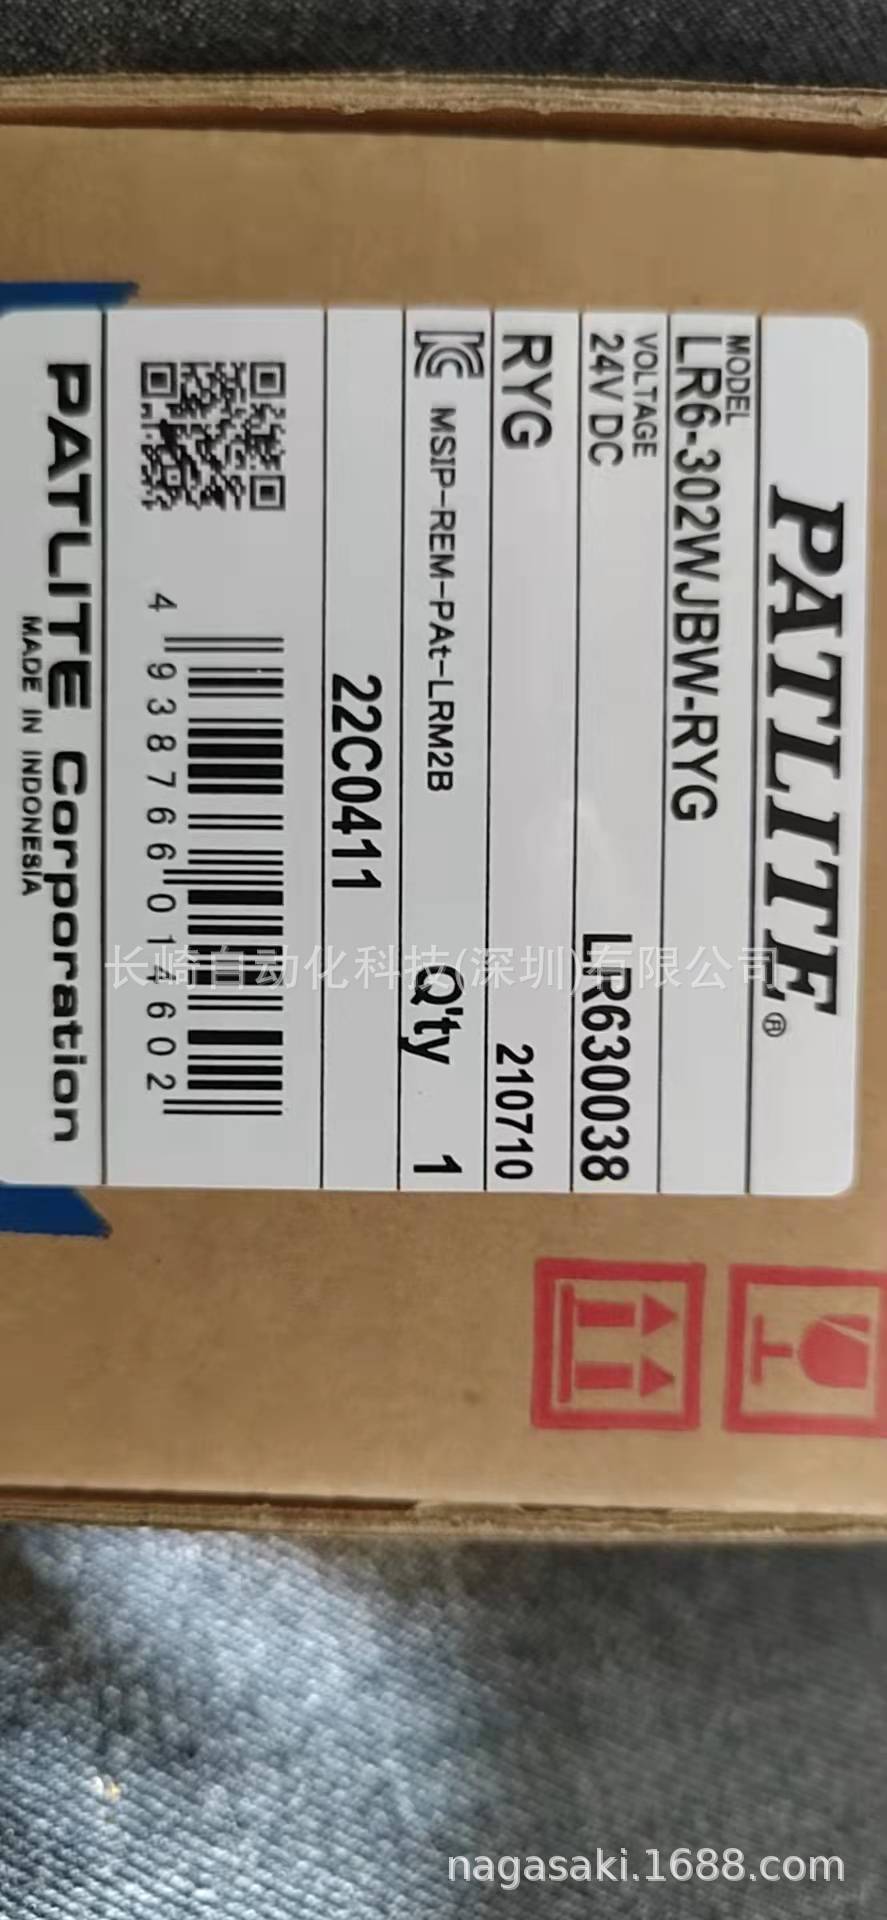 PATLITE®
MODEL
LR6-302WJBW-RYG
VOLTAGE
24V DC
LR630038
RYG
210710
MSIP-REM-PAt-LRM2B
Q'ty 1
22C0411
4 938766 014602
PATLITE Corporation
MADE IN INDONESIA
长崎自动化科技(深圳)有限公司
nagasaki.1688.com